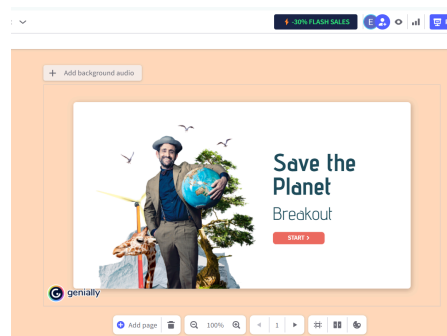 -30% FLASH SALES
E
Add background audio
Save the
Planet
Breakout
START >
genially
Add page
100%
1